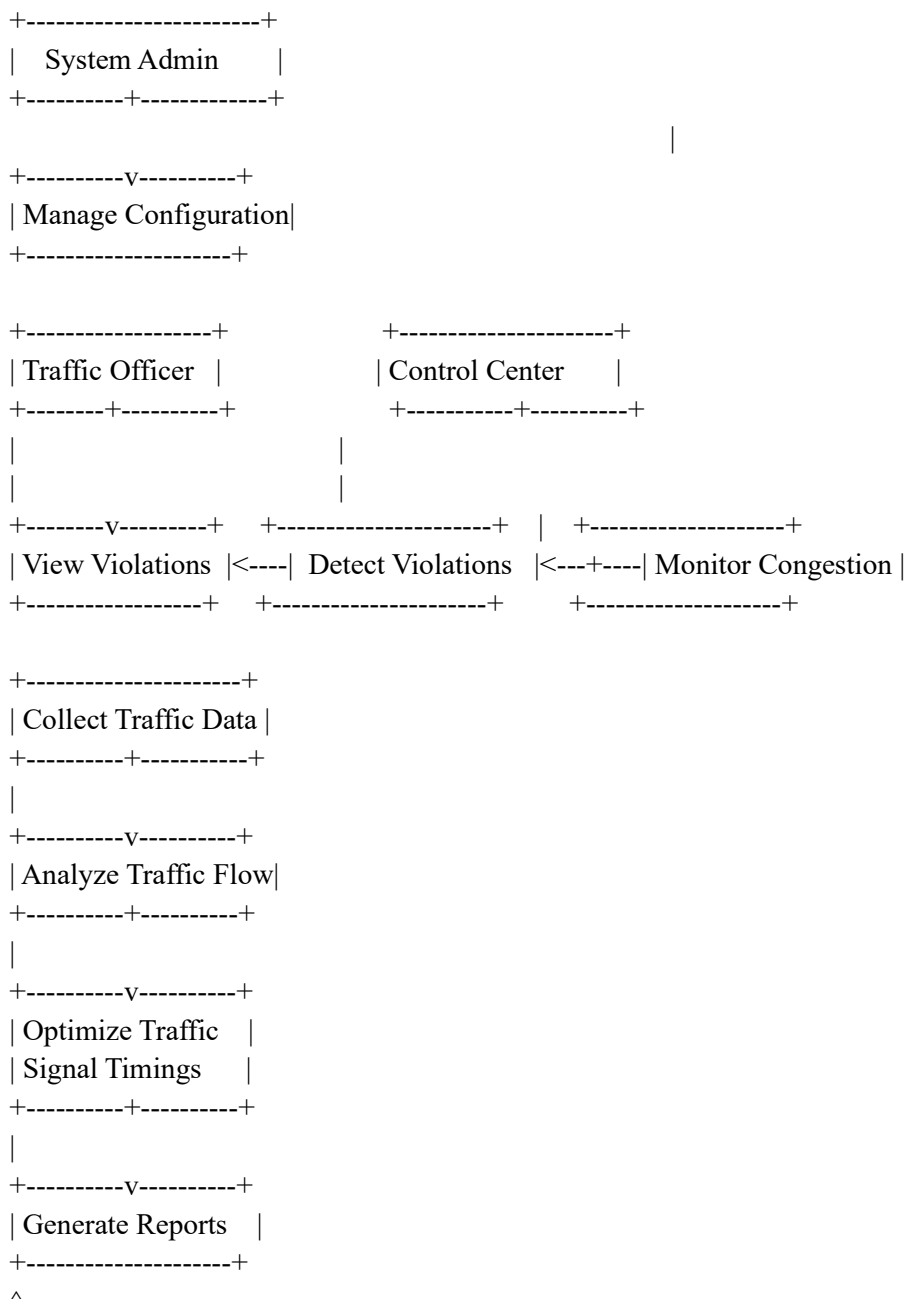 +------------------------+
|    System Admin        |
+----------+-------------+
|
+----------v----------+
| Manage Configuration|
+---------------------+
+-------------------+                +----------------------+
| Traffic Officer   |                | Control Center       |
+--------+----------+                +-----------+----------+
|                                |
|                                |
+--------v---------+    +----------------------+    |    +--------------------+
| View Violations  |<----|  Detect Violations   |<---+----| Monitor Congestion |
+------------------+    +----------------------+        +--------------------+
+----------------------+
| Collect Traffic Data |
+----------+-----------+
|
+----------v----------+
| Analyze Traffic Flow|
+----------+----------+
|
+----------v----------+
| Optimize Traffic    |
| Signal Timings      |
+----------+----------+
|
+----------v----------+
| Generate Reports    |
+---------------------+
^